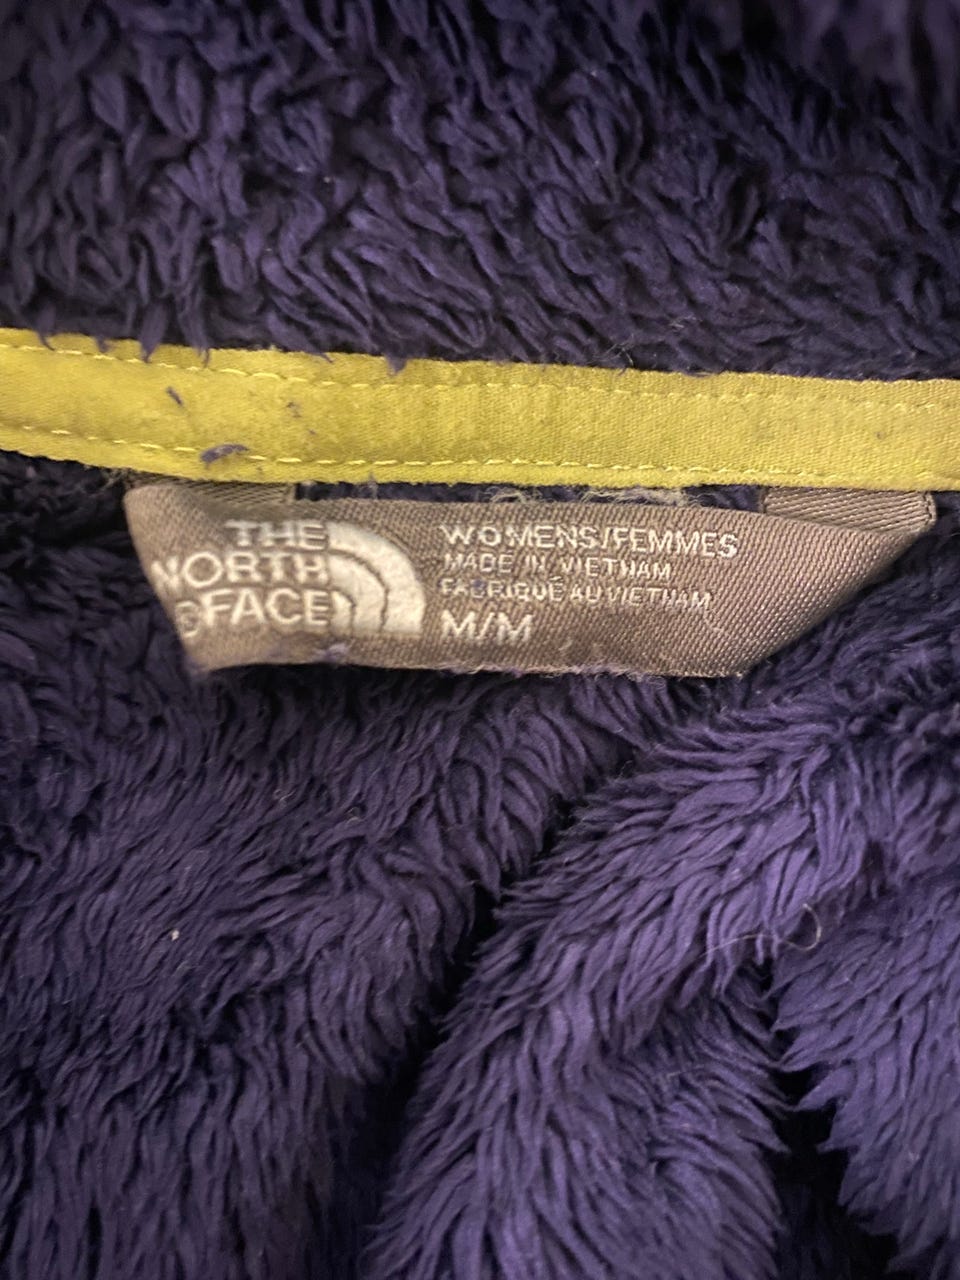 THE
NORTH
FACE
WOMENS/FEMMES
MADE IN VIETNAM
FABRIQUÉ AU VIETNAM
M/M